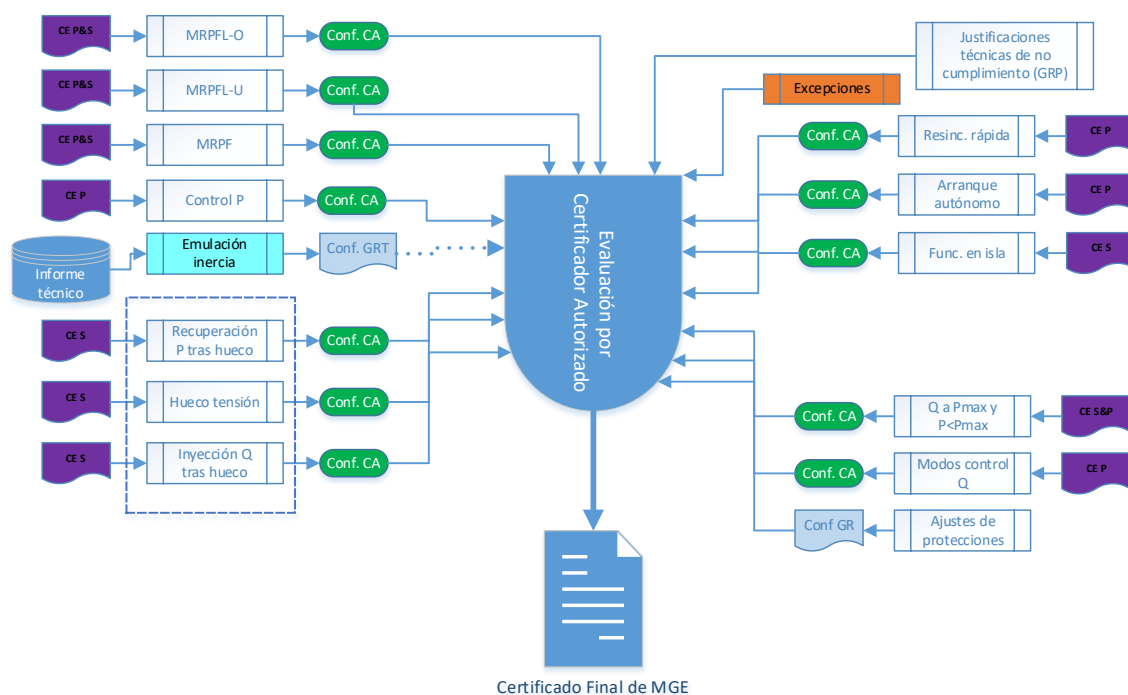 CE P&S
MRPFL-O
Conf. CA
CE P&S
MRPFL-U
Conf. CA
CE P&S
MRPF
Conf. CA
CE P
Control P
Conf. CA
Informe
técnico
Emulación
inercia
Conf. GRT
CE S
Recuperación
P tras hueco
Conf. CA
CE S
Hueco tensión
Conf. CA
CE S
Inyección Q
tras hueco
Conf. CA
Evaluación por
Certificador Autorizado
Justificaciones
técnicas de no
cumplimiento (GRP)
Excepciones
Conf. CA
Resinc. rápida
CE P
Conf. CA
Arranque
autónomo
CE P
Conf. CA
Func. en isla
CE S
Conf. CA
Q a Pmax y
P<Pmax
CE S&P
Conf. CA
Modos control
Q
CE P
Conf GR
Ajustes de
protecciones
Certificado Final de MGE